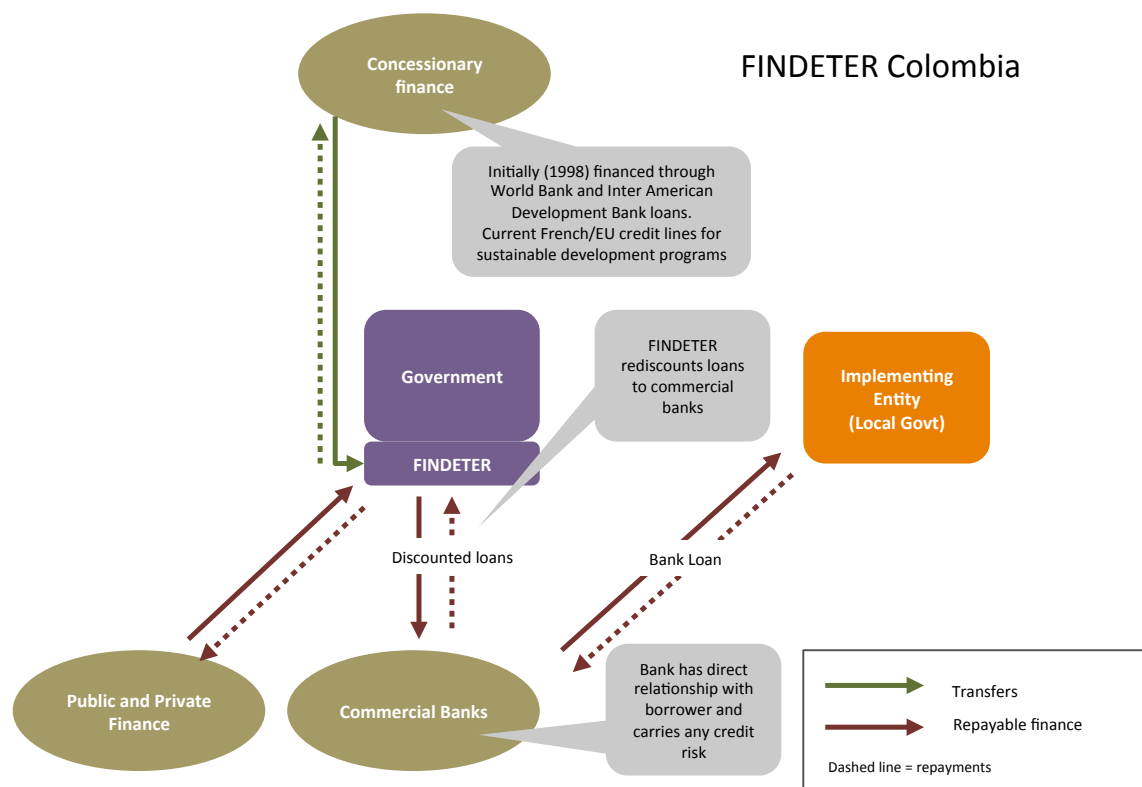 FINDETER Colombia
Concessionary
finance
Initially (1998) financed through
World Bank and Inter American
Development Bank loans.
Current French/EU credit lines for
sustainable development programs
Government
FINDETER
FINDETER
rediscounts loans
to commercial
banks
Implementing
Entity
(Local Govt)
Discounted loans
Bank Loan
Public and Private
Finance
Commercial Banks
Bank has direct
relationship with
borrower and
carries any credit
risk
Transfers
Repayable finance
Dashed line = repayments